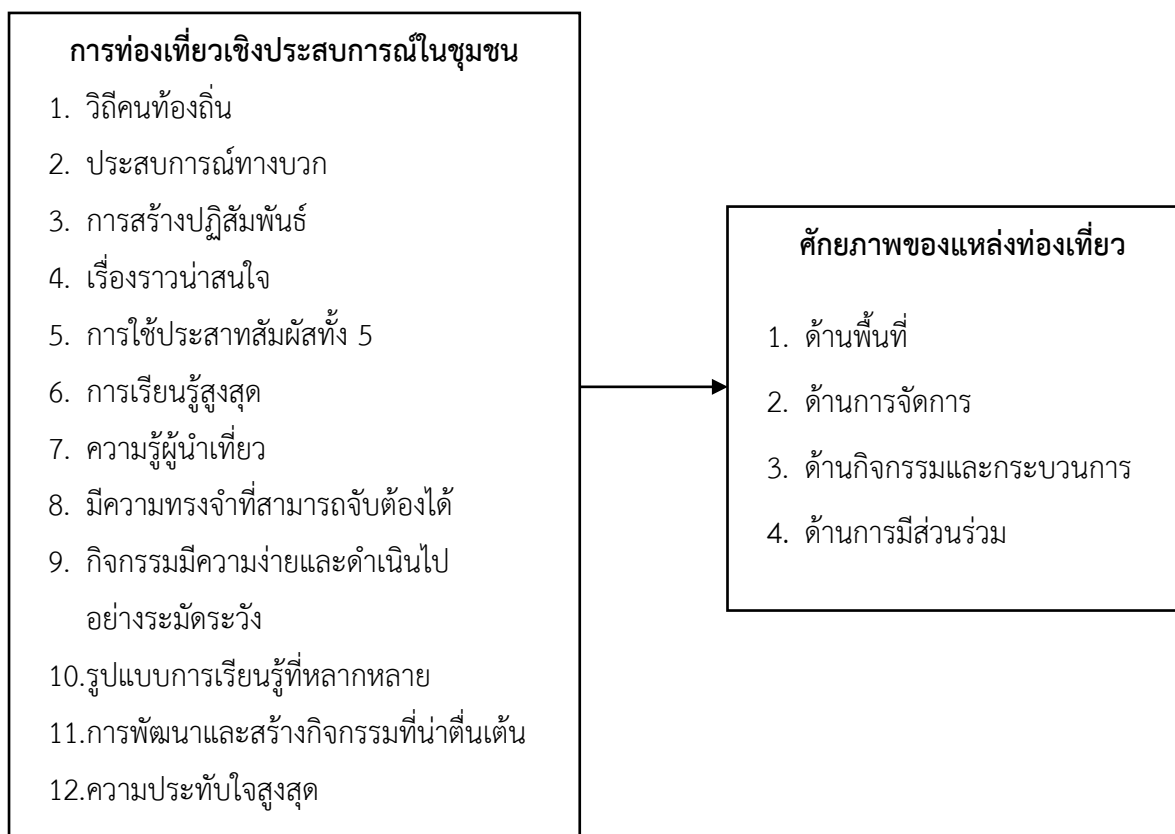 การท่องเที่ยวเชิงประสบการณ์ในชุมชน
1. วิถีคนท้องถิ่น
2. ประสบการณ์ทางบวก
3. การสร้างปฏิสัมพันธ์
4. เรื่องราวน่าสนใจ
5. การใช้ประสาทสัมผัสทั้ง 5
6. การเรียนรู้สูงสุด
7. ความรู้ผู้นำเที่ยว
8. มีความทรงจำที่สามารถจับต้องได้
9. กิจกรรมมีความง่ายและดำเนินไป
อย่างระมัดระวัง
10.รูปแบบการเรียนรู้ที่หลากหลาย
11.การพัฒนาและสร้างกิจกรรมที่น่าตื่นเต้น
12.ความประทับใจสูงสุด
ศักยภาพของแหล่งท่องเที่ยว
1. ด้านพื้นที่
2. ด้านการจัดการ
3. ด้านกิจกรรมและกระบวนการ
4. ด้านการมีส่วนร่วม